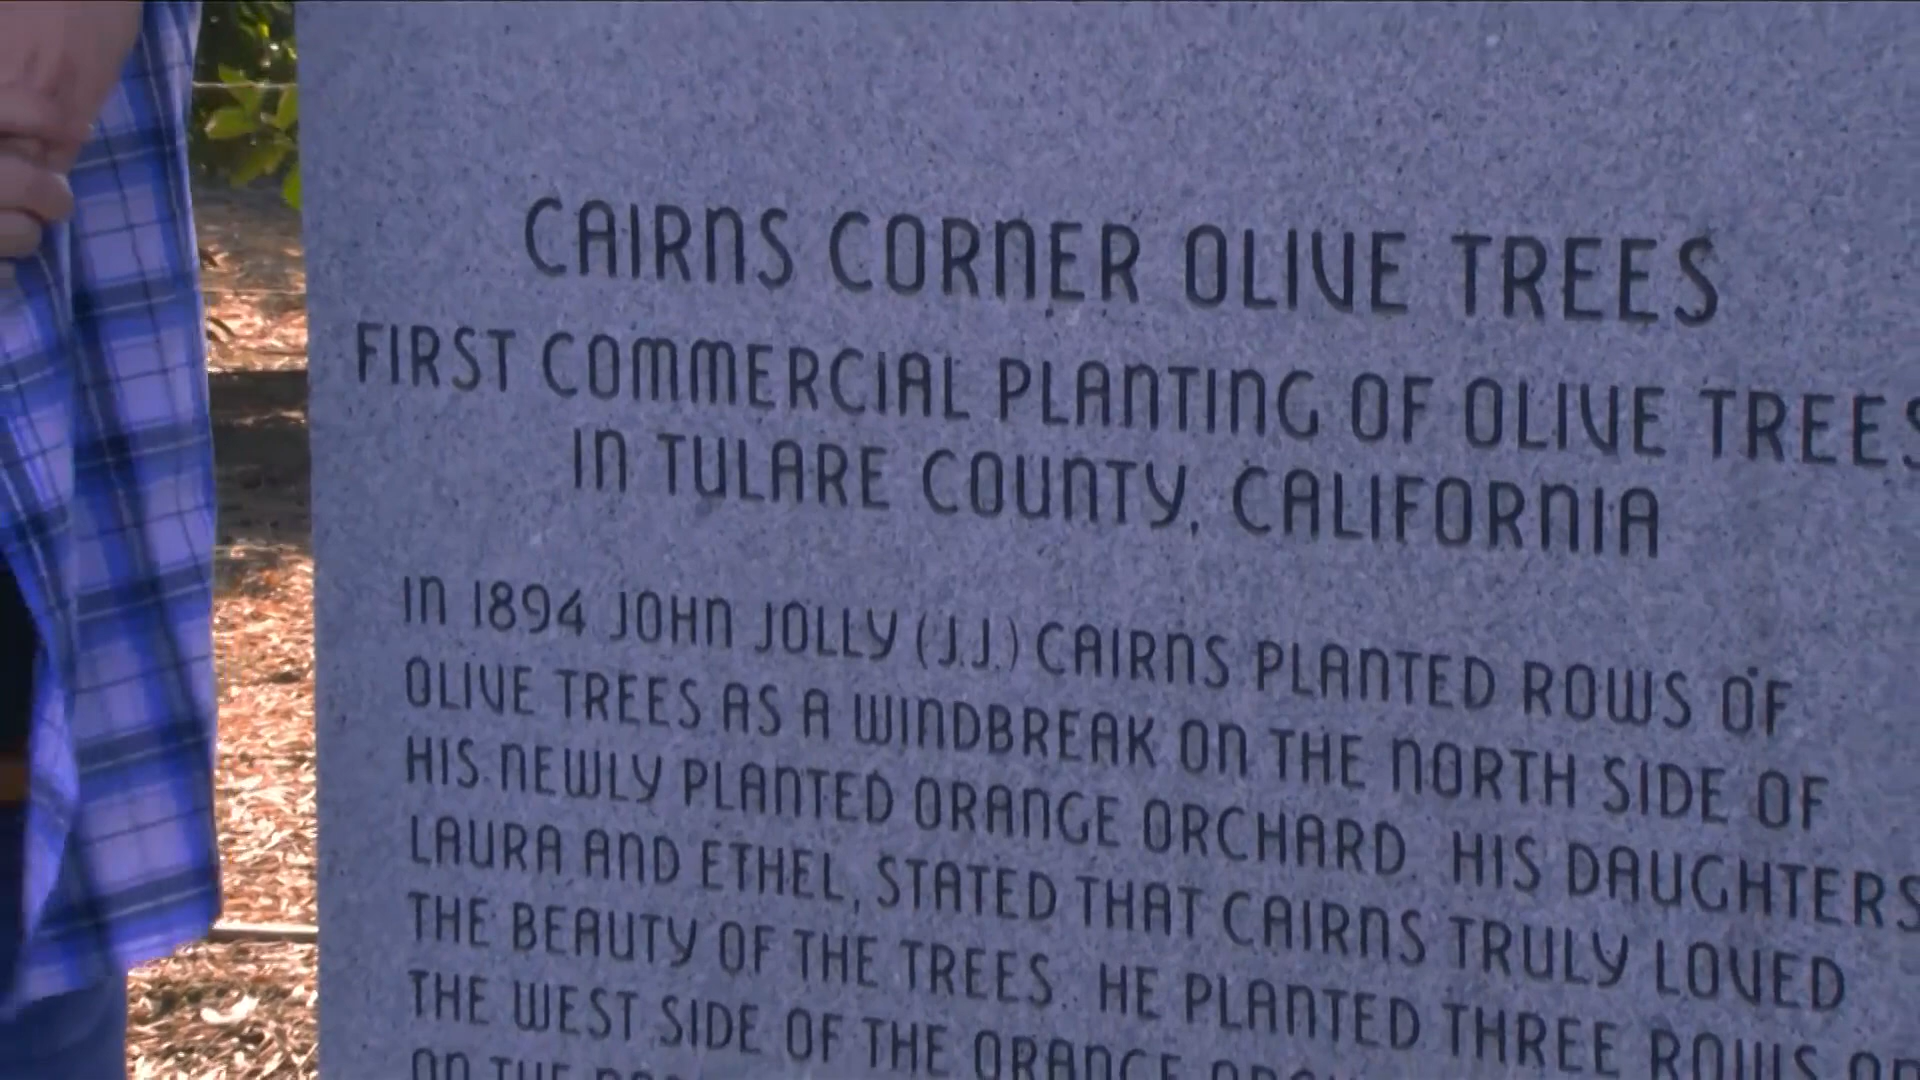 CAIRNS CORNER OLIVE TREES
FIRST COMMERCIAL PLANTING OF OLIVE TREES
IN TULARE COUNTY, CALIFORNIA
IN 1894 JOHN JOLLY (J.J.) CAIRNS PLANTED ROWS OF
OLIVE TREES AS A WINDBREAK ON THE NORTH SIDE OF
HIS NEWLY PLANTED ORANGE ORCHARD. HIS DAUGHTERS
LAURA AND ETHEL, STATED THAT CAIRNS TRULY LOVED
THE BEAUTY OF THE TREES. HE PLANTED THREE ROWS ON
THE WEST SIDE OF THE ORANGE
ON THE